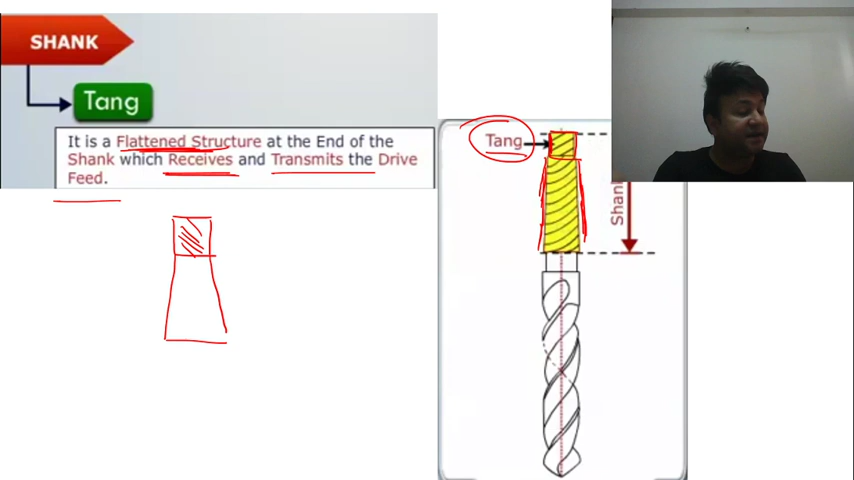 SHANK
Tang
It is a Flattened Structure at the End of the
Shank which Receives and Transmits the Drive
Feed.
Tang
Shank